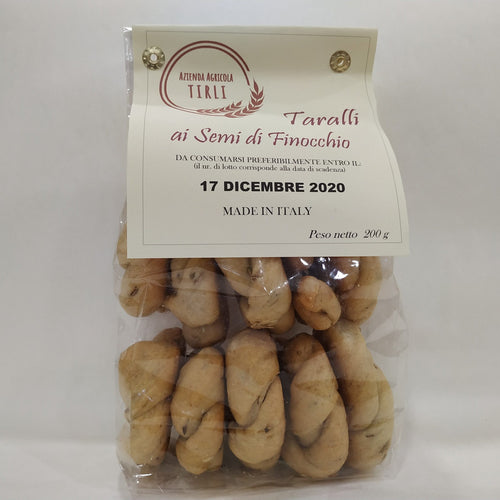 AZIENDA AGRICOLA
TIRLI
Taralli
ai Semi di Finocchio
DA CONSUMARSI PREFERIBILMENTE ENTRO IL:
(il nr. di lotto corrisponde alla data di scadenza)
17 DICEMBRE 2020
MADE IN ITALY
Peso netto 200 g